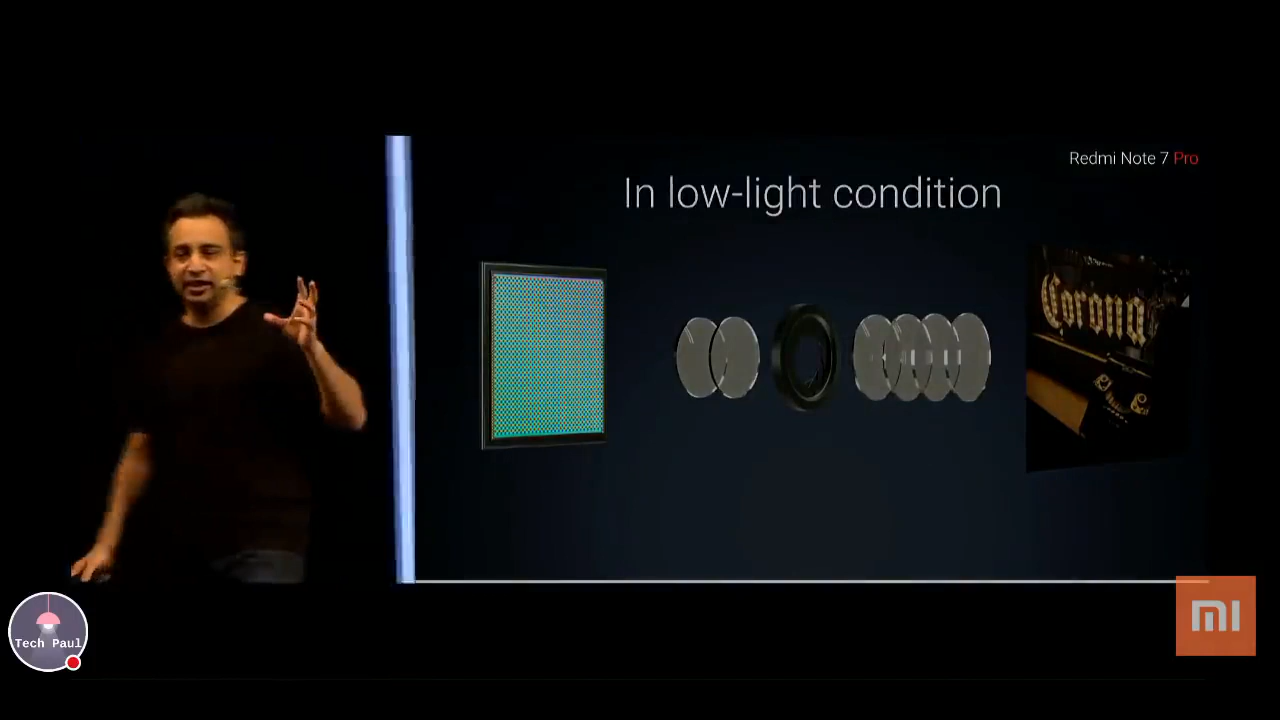 Redmi Note 7 Pro
In low-light condition
Corona
Tech Paul
mi